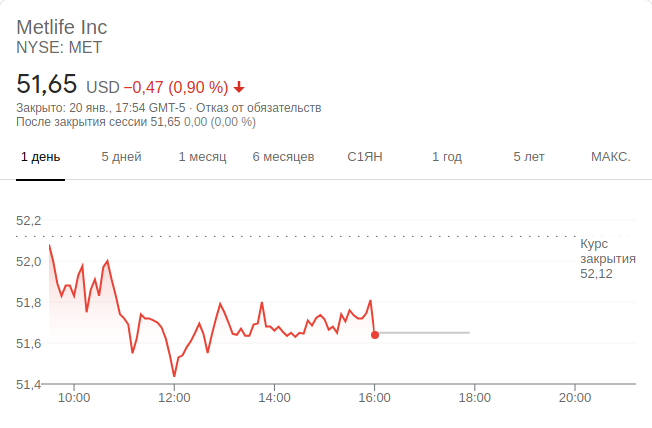 Metlife Inc
NYSE: MET
51,65 USD −0,47 (0,90 %)
Закрыто: 20 янв., 17:54 GMT-5 · Отказ от обязательств
После закрытия сессии 51,65 0,00 (0,00 %)
1 день 5 дней 1 месяц 6 месяцев С1ЯН 1 год 5 лет МАКС.
52,2
Курс
закрытия
52,12
52,0
51,8
51,6
51,4
10:00 12:00 14:00 16:00 18:00 20:00